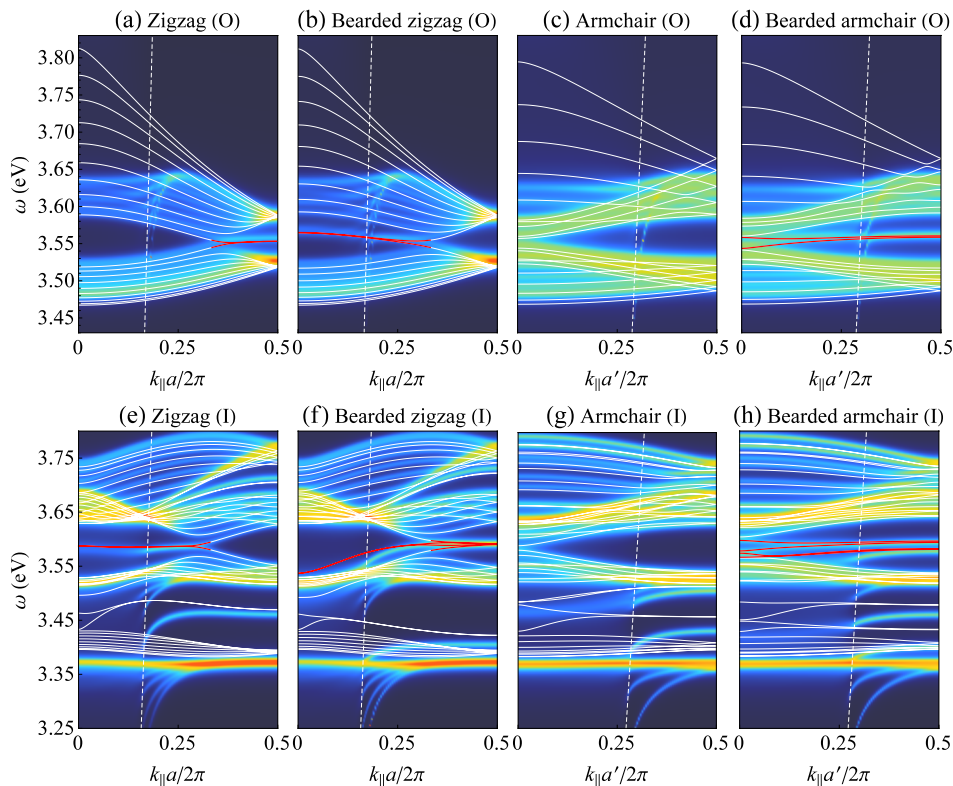 (a) Zigzag (O)
(b) Bearded zigzag (O)
(c) Armchair (O)
(d) Bearded armchair (O)
ω (eV)
3.80
3.75
3.70
3.65
3.60
3.55
3.50
3.45
0 0.25 0.5
0 0.25 0.5
0 0.25 0.5
0 0.25 0.5
k∥a/2π
k∥a/2π
k∥a′/2π
k∥a′/2π
(e) Zigzag (I)
(f) Bearded zigzag (I)
(g) Armchair (I)
(h) Bearded armchair (I)
ω (eV)
3.75
3.65
3.55
3.45
3.35
3.25
0 0.25 0.5
0 0.25 0.5
0 0.25 0.5
0 0.25 0.5
k∥a/2π
k∥a/2π
k∥a′/2π
k∥a′/2π